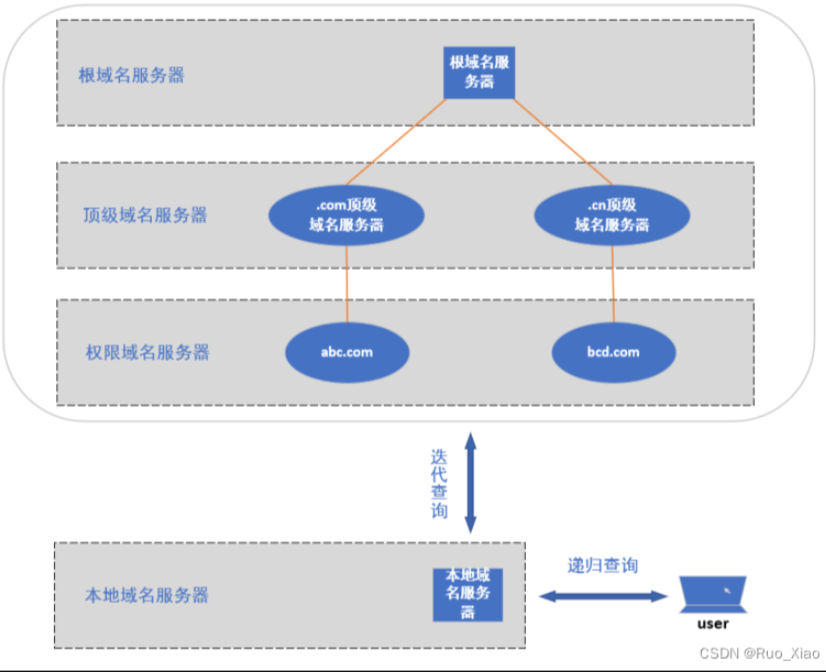 根域名服务器
根域名服
务器
顶级域名服务器
.com顶级
域名服务器
.cn顶级
域名服务器
权限域名服务器
abc.com
bcd.com
迭
代
查
询
本地域名服务器
本地域
名服务
器
递归查询
user
CSDN @Ruo_Xiao